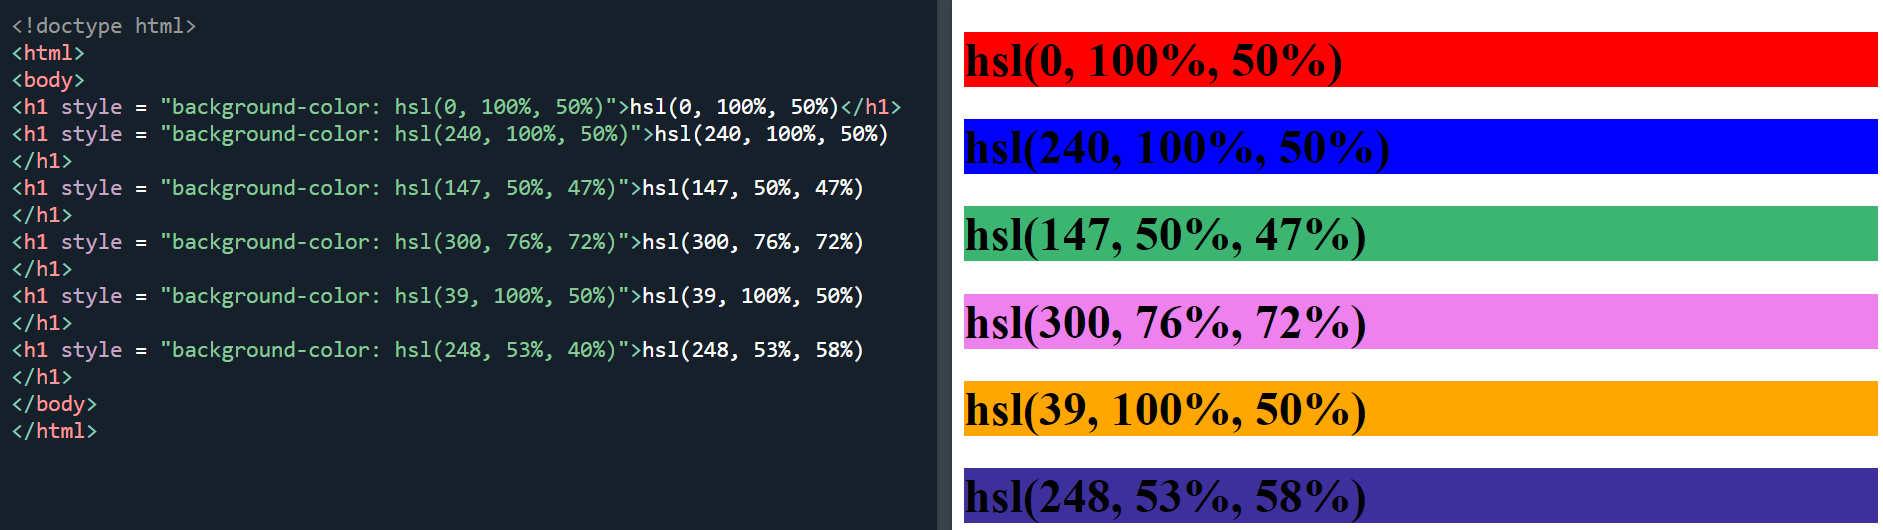 <!doctype html>
<html>
<body>
<h1 style = "background-color: hsl(0, 100%, 50%)">hsl(0, 100%, 50%)</h1>
<h1 style = "background-color: hsl(240, 100%, 50%)">hsl(240, 100%, 50%)
</h1>
<h1 style = "background-color: hsl(147, 50%, 47%)">hsl(147, 50%, 47%)
</h1>
<h1 style = "background-color: hsl(300, 76%, 72%)">hsl(300, 76%, 72%)
</h1>
<h1 style = "background-color: hsl(39, 100%, 50%)">hsl(39, 100%, 50%)
</h1>
<h1 style = "background-color: hsl(248, 53%, 40%)">hsl(248, 53%, 58%)
</h1>
</body>
</html>
hsl(0, 100%, 50%)
hsl(240, 100%, 50%)
hsl(147, 50%, 47%)
hsl(300, 76%, 72%)
hsl(39, 100%, 50%)
hsl(248, 53%, 58%)